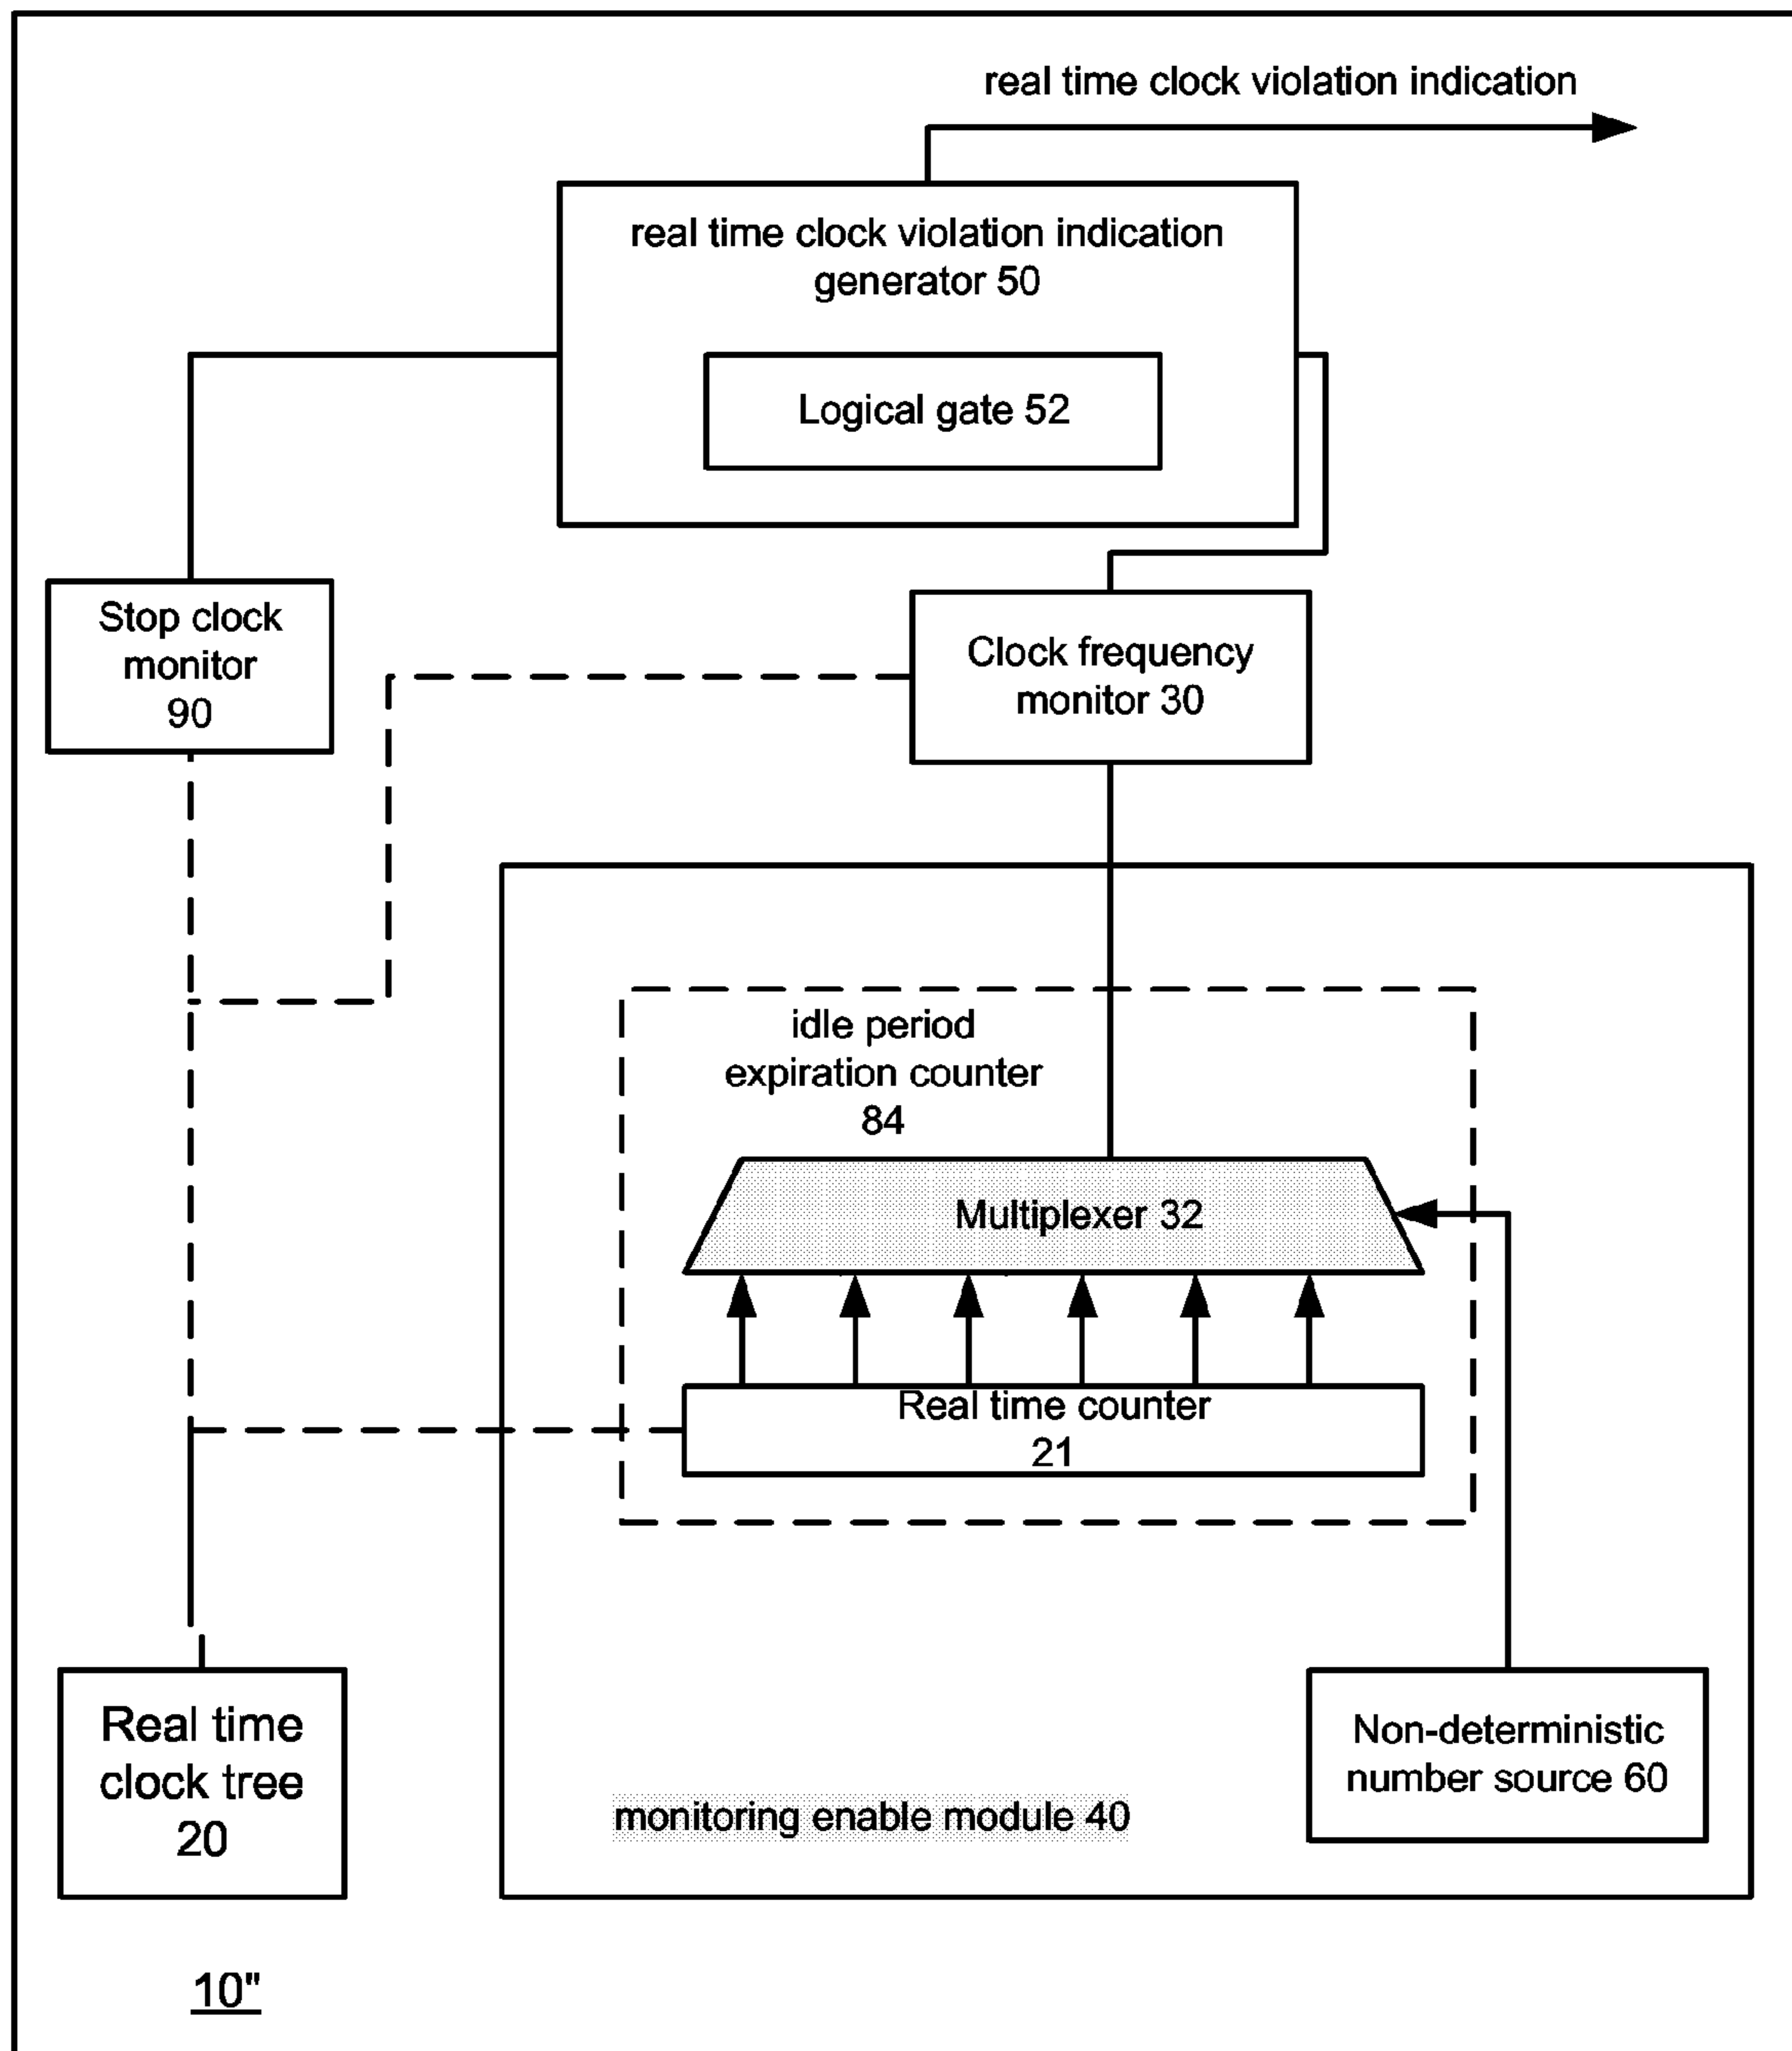 real time clock violation indication
real time clock violation indication
generator 50
Logical gate 52
Stop clock
monitor
90
Clock frequency
monitor 30
idle period
expiration counter
84
Multiplexer 32
Real time counter
21
Real time
clock tree
20
Non-deterministic
number source 60
monitoring enable module 40
10"